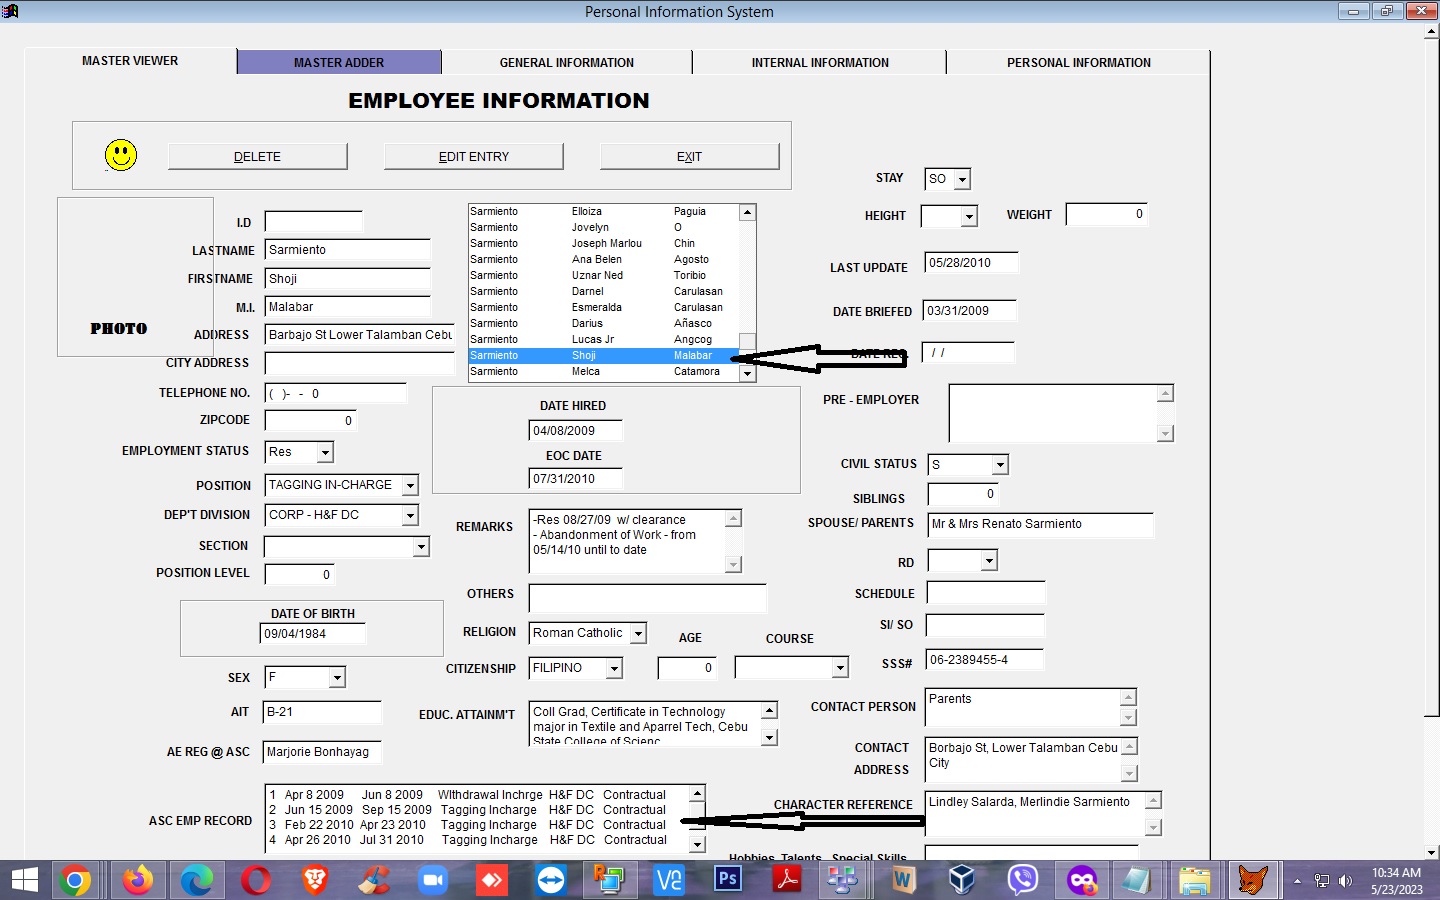 Personal Information System
MASTER VIEWER
MASTER ADDER
GENERAL INFORMATION
INTERNAL INFORMATION
PERSONAL INFORMATION
EMPLOYEE INFORMATION
DELETE
EDIT ENTRY
EXIT
PHOTO
I.D
LASTNAME Sarmiento
FIRSTNAME Shoji
M.I. Malabar
ADDRESS Barbajo St Lower Talamban Cebu
CITY ADDRESS
TELEPHONE NO. ( )- - 0
ZIPCODE 0
EMPLOYMENT STATUS Res
POSITION TAGGING IN-CHARGE
DEP'T DIVISION CORP - H&F DC
SECTION
POSITION LEVEL 0
DATE OF BIRTH
09/04/1984
SEX F
AIT B-21
AE REG @ ASC Marjorie Bonhayag
Sarmiento Elloiza Paguia
Sarmiento Jovelyn O
Sarmiento Joseph Marlou Chin
Sarmiento Ana Belen Agosto
Sarmiento Uznar Ned Toribio
Sarmiento Darnel Carulasan
Sarmiento Esmeralda Carulasan
Sarmiento Darius Añasco
Sarmiento Lucas Jr Angcog
Sarmiento Shoji Malabar
Sarmiento Melca Catamora
DATE HIRED
04/08/2009
EOC DATE
07/31/2010
REMARKS
-Res 08/27/09 w/ clearance
- Abandonment of Work - from
05/14/10 until to date
OTHERS
RELIGION Roman Catholic
AGE
COURSE
CITIZENSHIP FILIPINO
0
EDUC. ATTAINM'T
Coll Grad, Certificate in Technology
major in Textile and Aparrel Tech, Cebu
State College of Scienc
STAY SO
HEIGHT
WEIGHT 0
LAST UPDATE 05/28/2010
DATE BRIEFED 03/31/2009
DATE REG. / /
PRE - EMPLOYER
CIVIL STATUS S
SIBLINGS 0
SPOUSE/ PARENTS Mr & Mrs Renato Sarmiento
RD
SCHEDULE
SI/ SO
SSS# 06-2389455-4
CONTACT PERSON Parents
CONTACT ADDRESS
Borbajo St, Lower Talamban Cebu
City
CHARACTER REFERENCE Lindley Salarda, Merlindie Sarmiento
Hobbies, Talents, Special Skills
ASC EMP RECORD
1 Apr 8 2009 Jun 8 2009 WIthdrawal Inchrge H&F DC Contractual
2 Jun 15 2009 Sep 15 2009 Tagging Incharge H&F DC Contractual
3 Feb 22 2010 Apr 23 2010 Tagging Incharge H&F DC Contractual
4 Apr 26 2010 Jul 31 2010 Tagging Incharge H&F DC Contractual
Ps
10:34 AM
5/23/2023